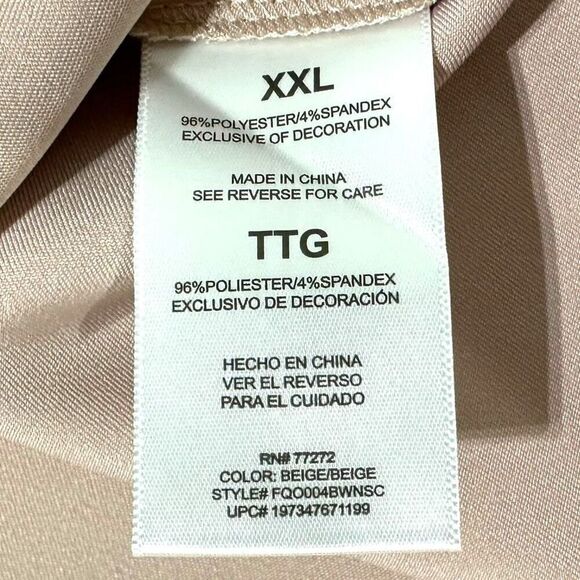 XXL
96%POLYESTER/4%SPANDEX
EXCLUSIVE OF DECORATION
MADE IN CHINA
SEE REVERSE FOR CARE
TTG
96%POLIESTER/4%SPANDEX
EXCLUSIVO DE DECORACIÓN
HECHO EN CHINA
VER EL REVERSO
PARA EL CUIDADO
RN# 77272
COLOR: BEIGE/BEIGE
STYLE# FQO004BWNSC
UPC# 197347671199